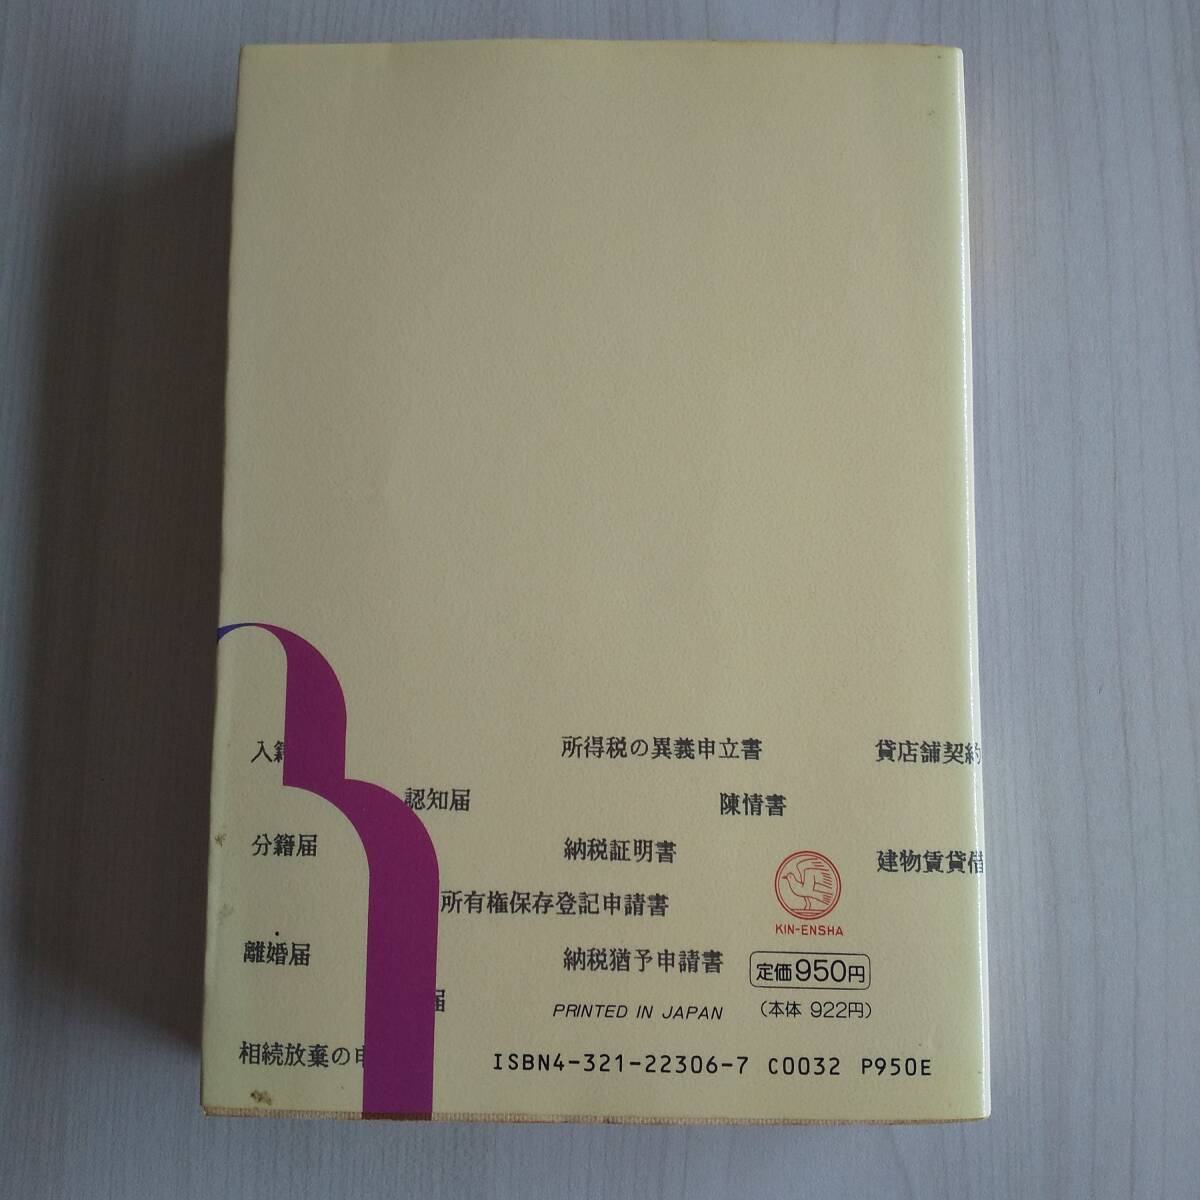 入籍
所得税の異義申立書
貸店舗契約
認知届
陳情書
分籍届
納税証明書
建物賃貸借
所有権保存登記申請書
KIN-ENSHA
離婚届
納税猶予申請書
定価950円
届
PRINTED IN JAPAN
(本体 922円)
相続放棄の申
ISBN4-321-22306-7 C0032 P950E